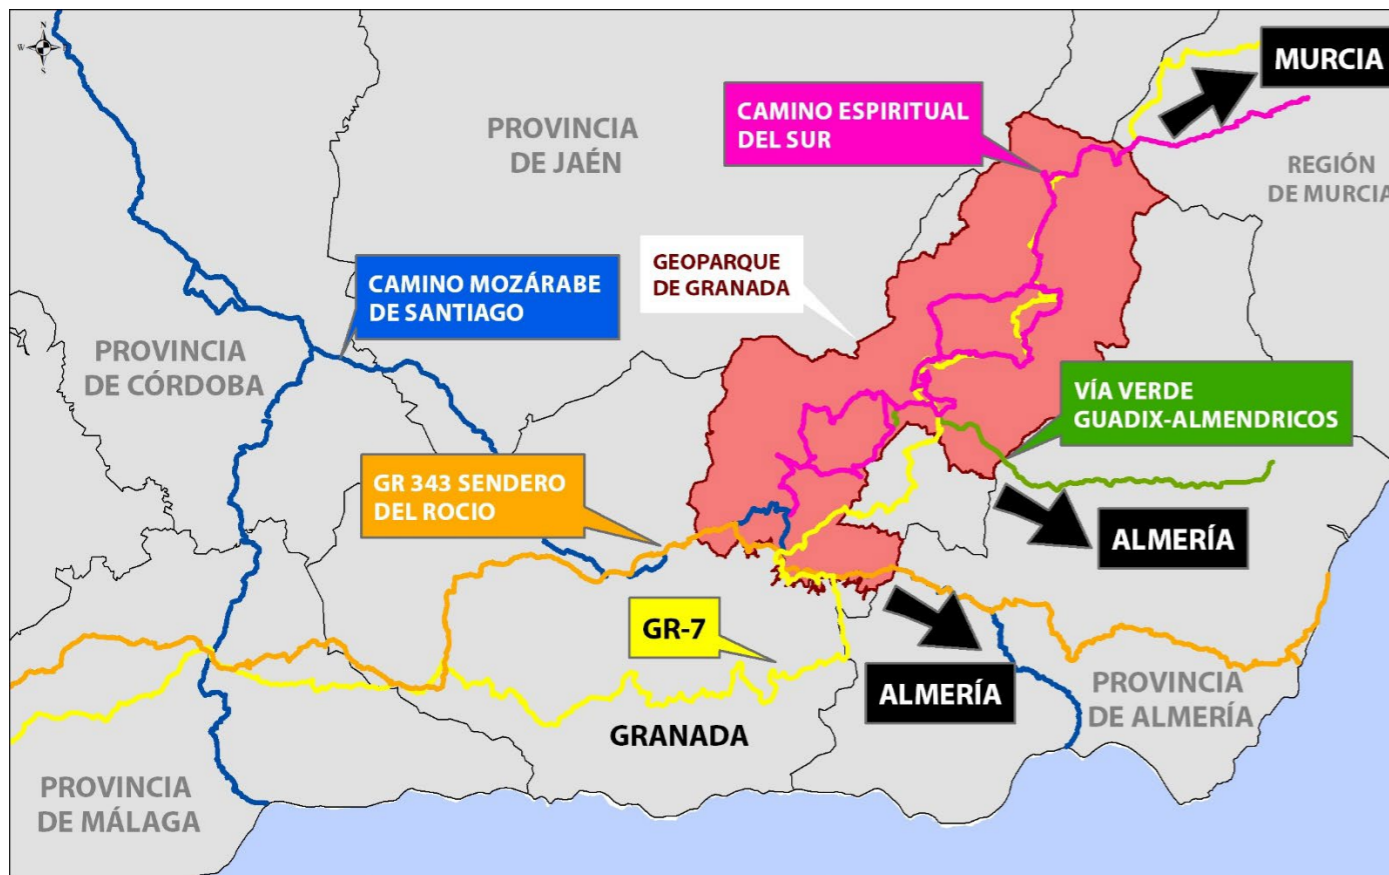 N
W
E
S
MURCIA
CAMINO ESPIRITUAL
DEL SUR
PROVINCIA
DE JAÉN
REGIÓN
DE MURCIA
GEOPARQUE
DE GRANADA
CAMINO MOZÁRABE
DE SANTIAGO
PROVINCIA
DE CÓRDOBA
VÍA VERDE
GUADIX-ALMENDRICOS
GR 343 SENDERO
DEL ROCIO
ALMERÍA
GR-7
ALMERÍA
PROVINCIA
DE ALMERÍA
GRANADA
PROVINCIA
DE MÁLAGA